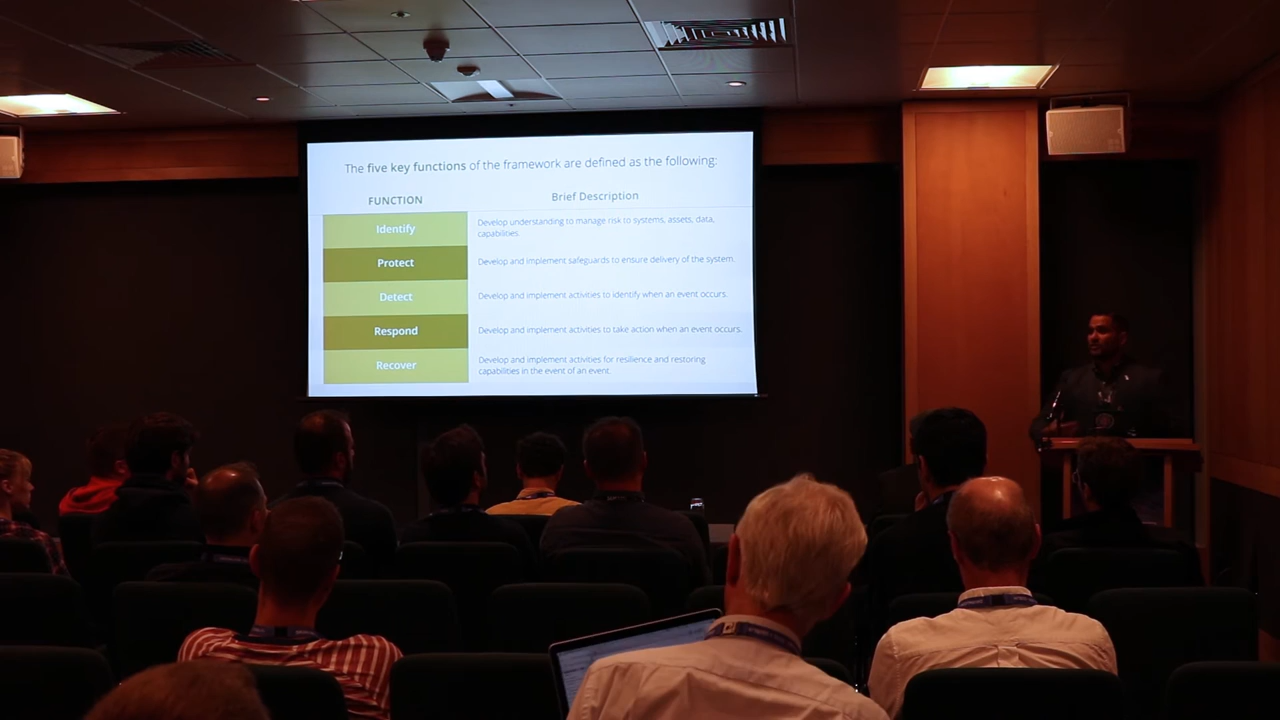 The five key functions of the framework are defined as the following:
FUNCTION Brief Description
Identify
Develop understanding to manage risk to systems, assets, data,
capabilities.
Protect
Develop and implement safeguards to ensure delivery of the system.
Detect
Develop and implement activities to identify when an event occurs.
Respond
Develop and implement activities to take action when an event occurs.
Recover
Develop and implement activities for resilience and restoring
capabilities in the event of an event.